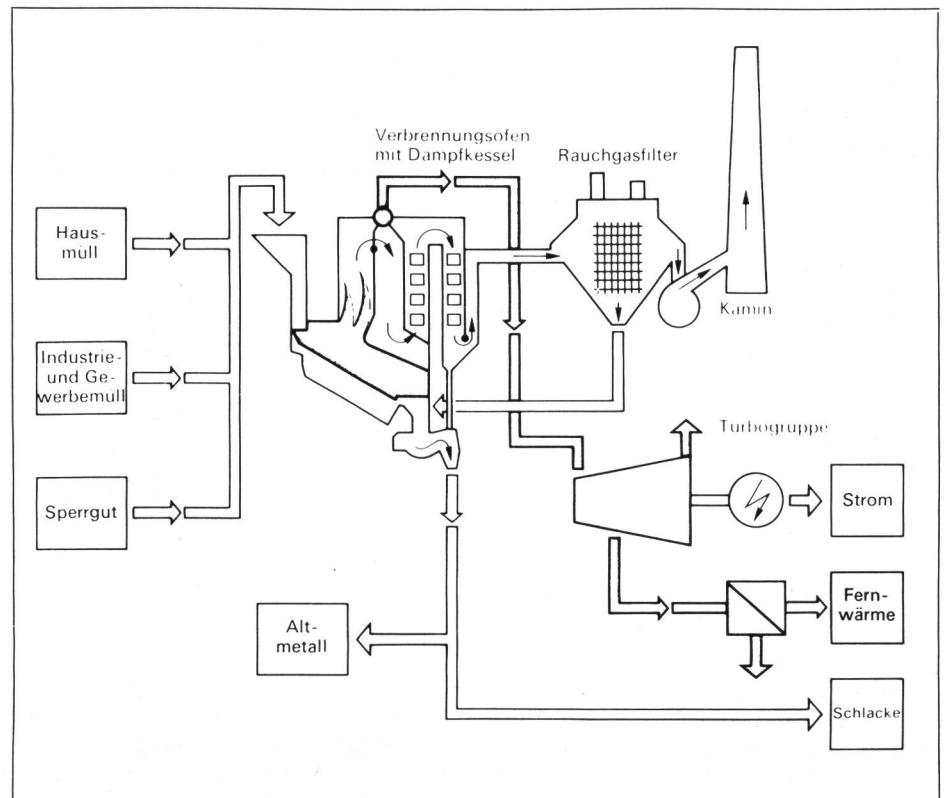 Verbrennungsofen
mit Dampfkessel
Rauchgasfilter
Haus-
müll
Kamin
Industrie-
und Ge-
werbemüll
Turbogruppe
Sperrgut
Strom
Fern-
wärme
Alt-
metall
Schlacke